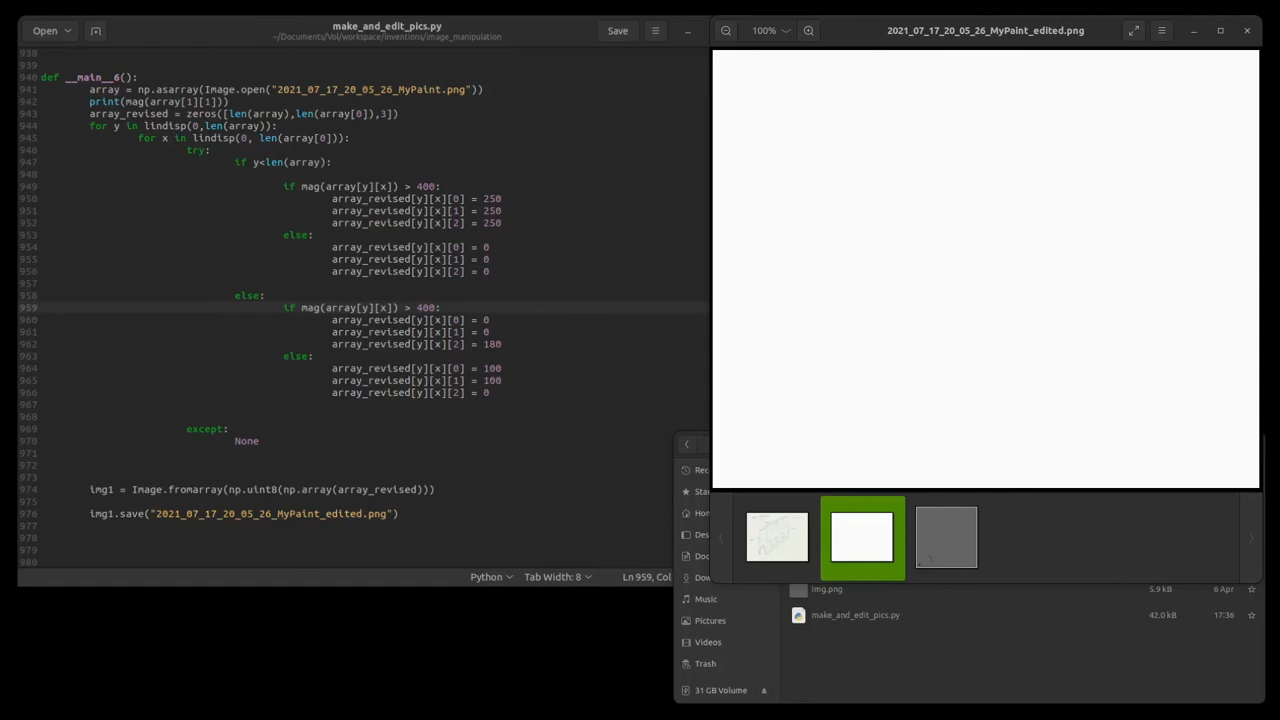 Open
make_and_edit_pics.py
~/Documents/Vol/workspace/inventions/image_manipulation
Save
938
939
940 def __main__6():
941 array = np.asarray(Image.open("2021_07_17_20_05_26_MyPaint.png"))
942 print(mag(array[1][1]))
943 array_revised = zeros([len(array),len(array[0]),3])
944 for y in lindisp(0,len(array)):
945 for x in lindisp(0, len(array[0])):
946 try:
947 if y<len(array):
948
949 if mag(array[y][x]) > 400:
950 array_revised[y][x][0] = 250
951 array_revised[y][x][1] = 250
952 array_revised[y][x][2] = 250
953 else:
954 array_revised[y][x][0] = 0
955 array_revised[y][x][1] = 0
956 array_revised[y][x][2] = 0
957
958 else:
959 if mag(array[y][x]) > 400:
960 array_revised[y][x][0] = 0
961 array_revised[y][x][1] = 0
962 array_revised[y][x][2] = 180
963 else:
964 array_revised[y][x][0] = 100
965 array_revised[y][x][1] = 100
966 array_revised[y][x][2] = 0
967
968
969 except:
970 None
971
972
973
974 img1 = Image.fromarray(np.uint8(np.array(array_revised)))
975
976 img1.save("2021_07_17_20_05_26_MyPaint_edited.png")
977
978
979
980
Python
Tab Width: 8
Ln 959, Col
100%
2021_07_17_20_05_26_MyPaint_edited.png
Rec
Star
Hom
Des
Doc
Dow
Music
Pictures
Videos
Trash
31 GB Volume
img.png 5.9 kB 6 Apr
make_and_edit_pics.py 42.0 kB 17:36